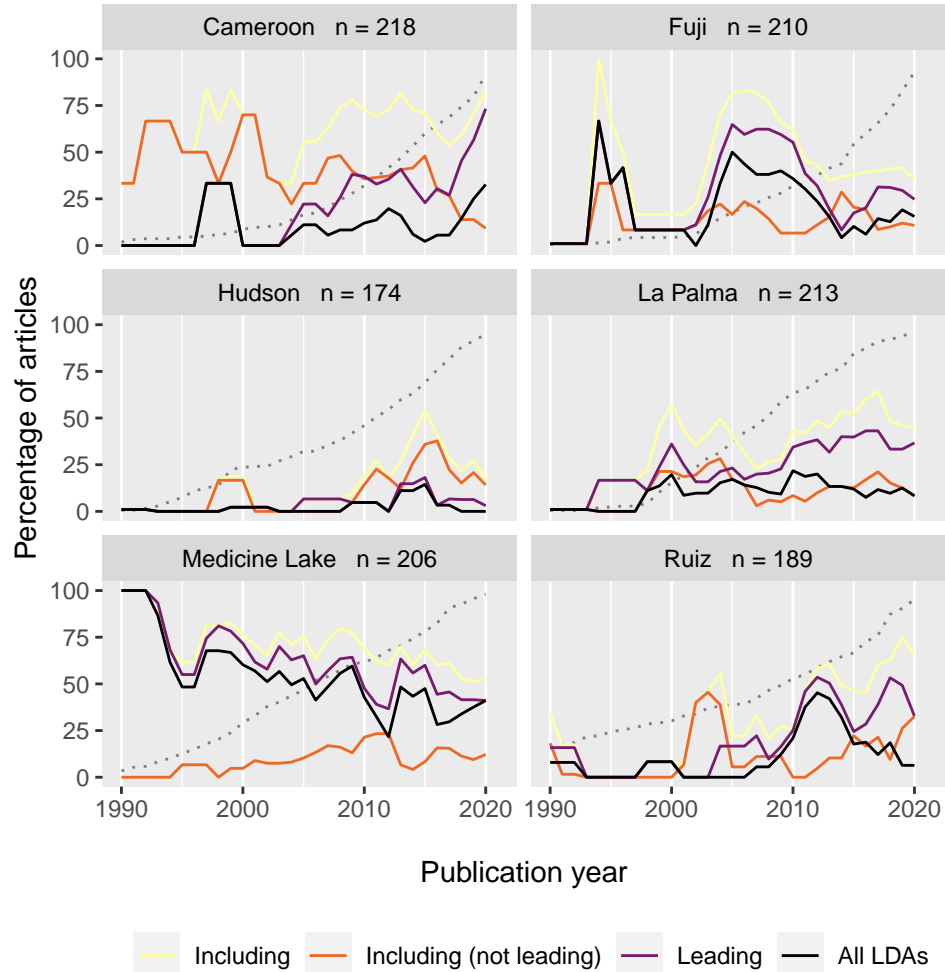 Cameroon n = 218
Fuji n = 210
100
75
50
25
0
Hudson n = 174
La Palma n = 213
100
75
50
25
0
Medicine Lake n = 206
Ruiz n = 189
100
75
50
25
0
1990 2000 2010 2020
1990 2000 2010 2020
Percentage of articles
Publication year
Including Including (not leading) Leading All LDAs